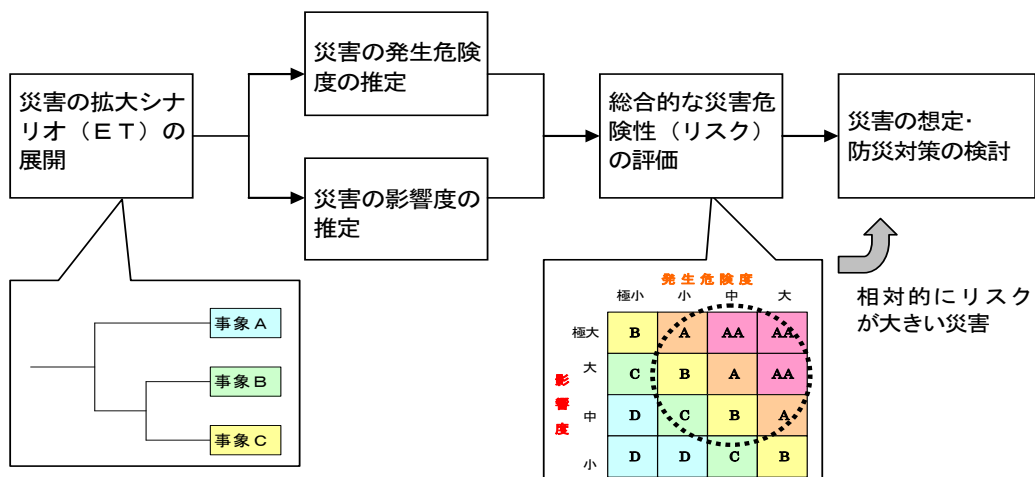 災害の拡大シナ
リオ（ＥＴ）の
展開
災害の発生危険
度の推定
災害の影響度の
推定
総合的な災害危
険性（リスク）
の評価
災害の想定・
防災対策の検討
相対的にリスク
が大きい災害
事象Ａ
事象Ｂ
事象Ｃ
発生危険度
極小 小 中 大
影響度
極大 B A AA AA
大 C B A AA
中 D C B A
小 D D C B